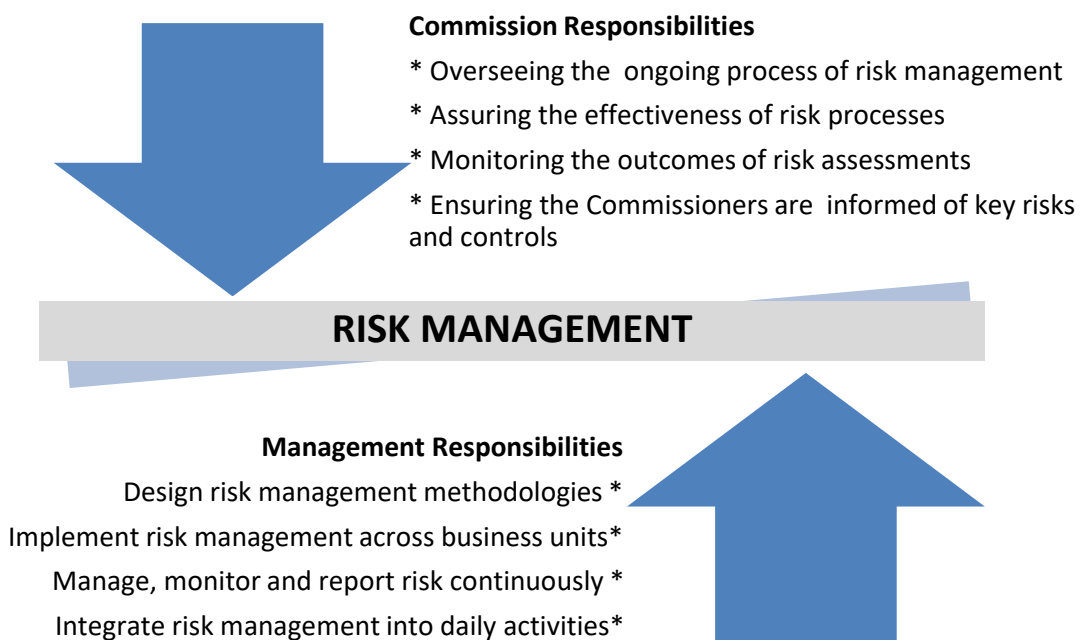 Commission Responsibilities
* Overseeing the ongoing process of risk management
* Assuring the effectiveness of risk processes
* Monitoring the outcomes of risk assessments
* Ensuring the Commissioners are informed of key risks
and controls
RISK MANAGEMENT
Management Responsibilities
Design risk management methodologies *
Implement risk management across business units*
Manage, monitor and report risk continuously *
Integrate risk management into daily activities*